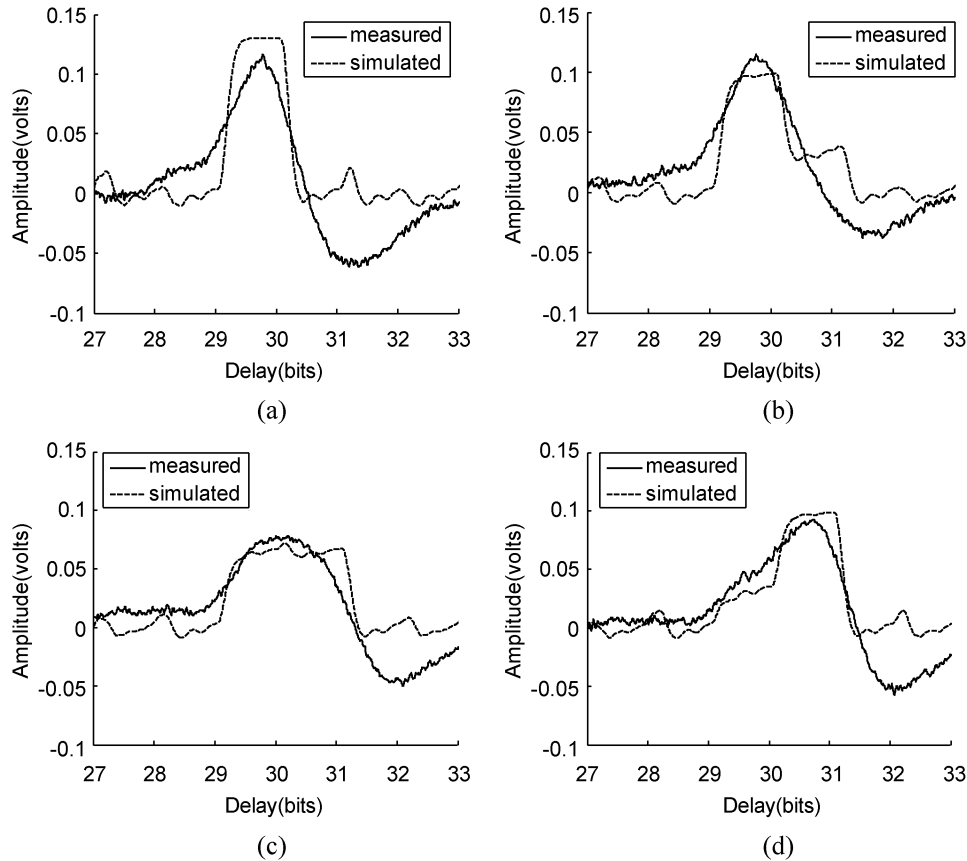 0.15
0.1
0.05
0
-0.05
-0.1
Amplitude(volts)
measured
simulated
27 28 29 30 31 32 33
Delay(bits)
(a)
0.15
0.1
0.05
0
-0.05
-0.1
Amplitude(volts)
measured
simulated
27 28 29 30 31 32 33
Delay(bits)
(b)
0.15
0.1
0.05
0
-0.05
-0.1
Amplitude(volts)
measured
simulated
27 28 29 30 31 32 33
Delay(bits)
(c)
0.15
0.1
0.05
0
-0.05
-0.1
Amplitude(volts)
measured
simulated
27 28 29 30 31 32 33
Delay(bits)
(d)